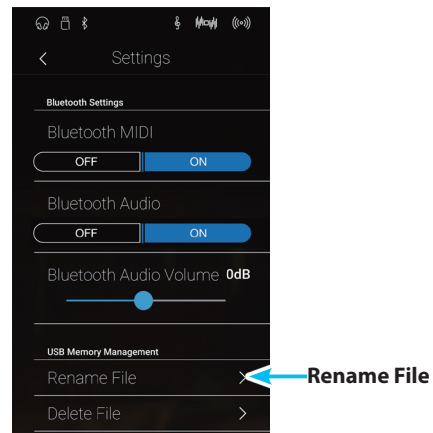 Settings
Bluetooth Settings
Bluetooth MIDI
OFF ON
Bluetooth Audio
OFF ON
Bluetooth Audio Volume 0dB
USB Memory Management
Rename File
Rename File
Delete File